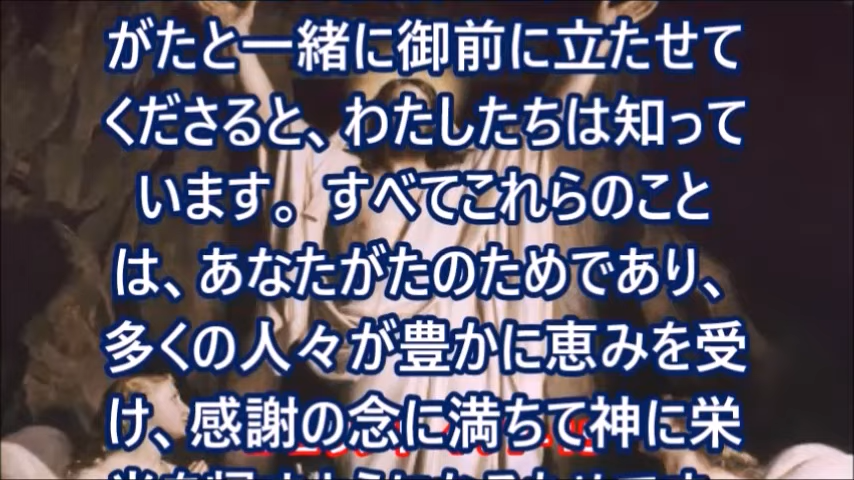 がたと一緒に御前に立たせて
くださると、わたしたちは知って
います。すべてこれらのこと
は、あなたがたのためであり、
多くの人々が豊かに恵みを受
け、感謝の念に満ちて神に栄